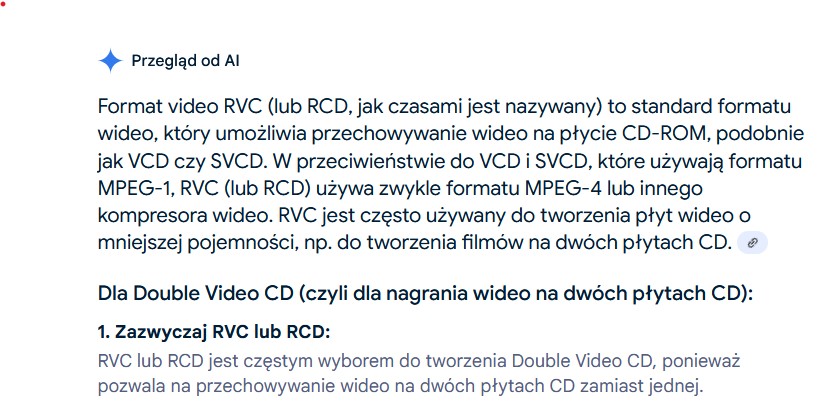 Przegląd od AI
Format video RVC (lub RCD, jak czasami jest nazywany) to standard formatu
wideo, który umożliwia przechowywanie wideo na płycie CD-ROM, podobnie
jak VCD czy SVCD. W przeciwieństwie do VCD i SVCD, które używają formatu
MPEG-1, RVC (lub RCD) używa zwykle formatu MPEG-4 lub innego
kompresora wideo. RVC jest często używany do tworzenia płyt wideo o
mniejszej pojemności, np. do tworzenia filmów na dwóch płytach CD.
Dla Double Video CD (czyli dla nagrania wideo na dwóch płytach CD):
1. Zazwyczaj RVC lub RCD:
RVC lub RCD jest częstym wyborem do tworzenia Double Video CD, ponieważ
pozwala na przechowywanie wideo na dwóch płytach CD zamiast jednej.